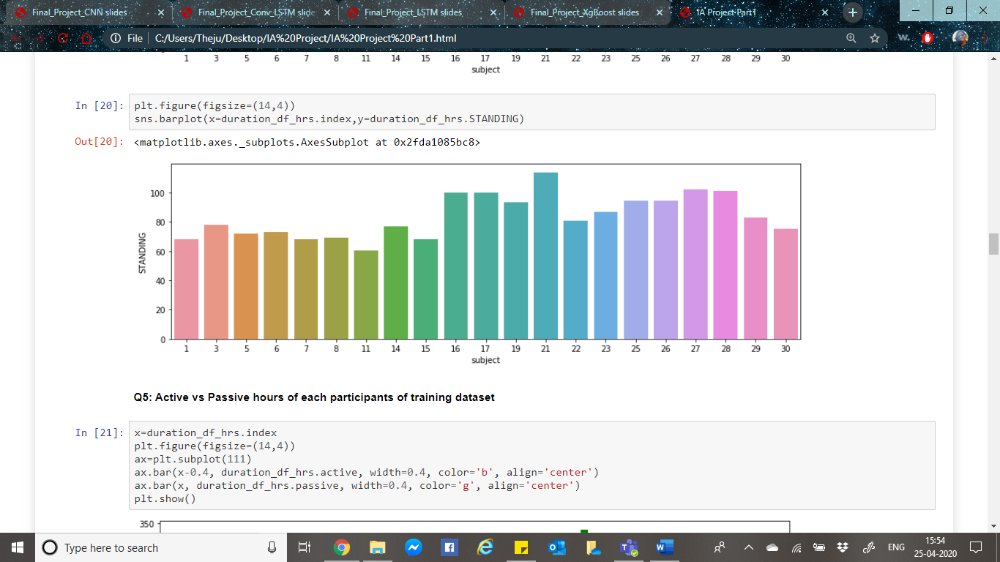 Final_Project_CNN slides
Final_Project_Conv_LSTM slide
Final_Project_LSTM slides
Final_Project_XgBoost slides
IA Project Part1
File
C:/Users/Theju/Desktop/IA%20Project/IA%20Project%20Part1.html
W.
1 3 5 6 7 8 11 14 15 16 17 19 21 22 23 25 26 27 28 29 30
subject
In [20]:
plt.figure(figsize=(14,4))
sns.barplot(x=duration_df_hrs.index,y=duration_df_hrs.STANDING)
Out[20]: <matplotlib.axes._subplots.AxesSubplot at 0x2fda1085bc8>
100
80
60
40
20
0
STANDING
1 3 5 6 7 8 11 14 15 16 17 19 21 22 23 25 26 27 28 29 30
subject
Q5: Active vs Passive hours of each participants of training dataset
In [21]:
x=duration_df_hrs.index
plt.figure(figsize=(14,4))
ax=plt.subplot(111)
ax.bar(x-0.4, duration_df_hrs.active, width=0.4, color='b', align='center')
ax.bar(x, duration_df_hrs.passive, width=0.4, color='g', align='center')
plt.show()
350
Type here to search
ENG
15:54
25-04-2020